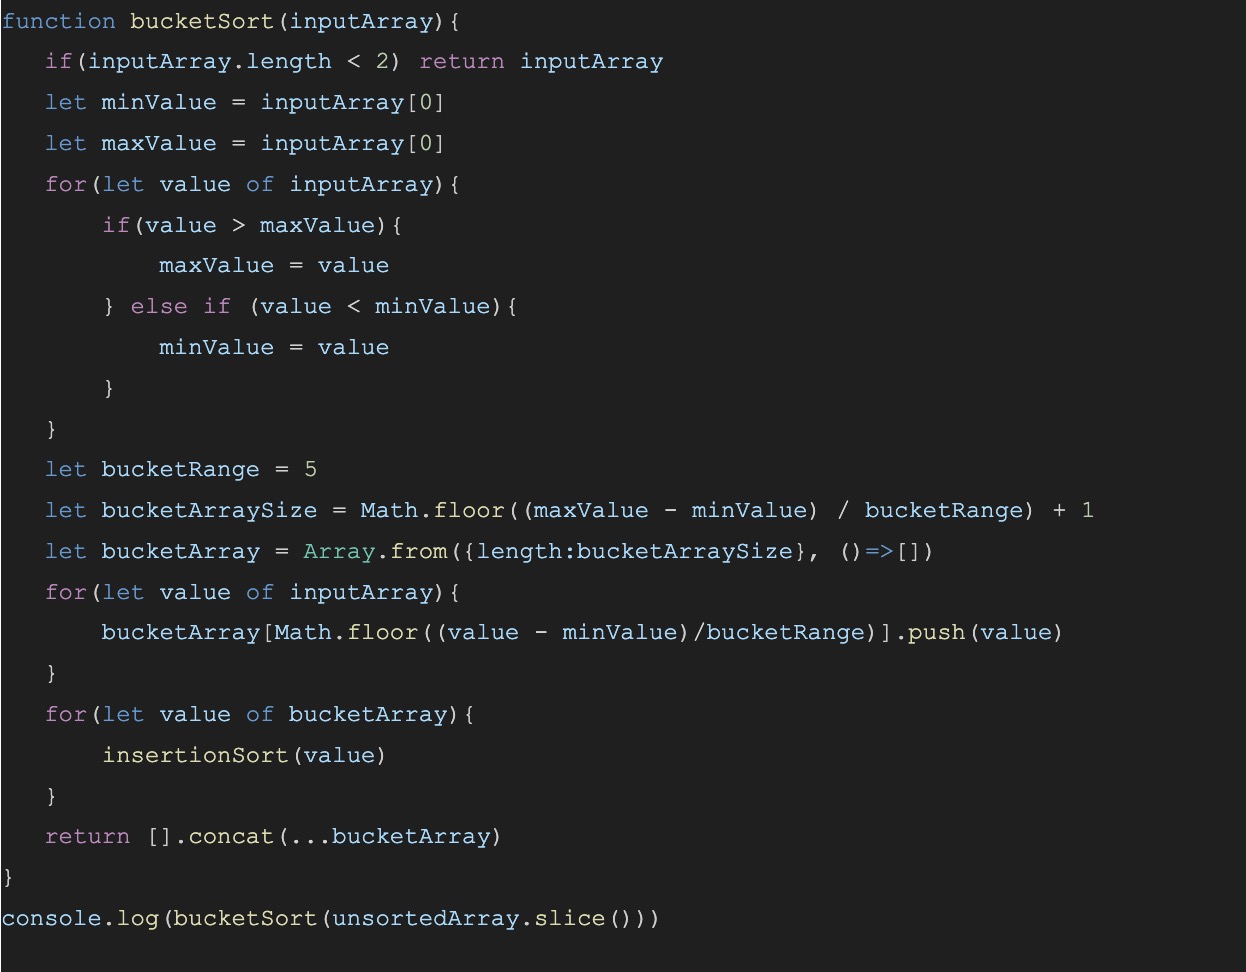 function bucketSort(inputArray){
   if(inputArray.length < 2) return inputArray
   let minValue = inputArray[0]
   let maxValue = inputArray[0]
   for(let value of inputArray){
       if(value > maxValue){
           maxValue = value
       } else if (value < minValue){
           minValue = value
       }
   }
   let bucketRange = 5
   let bucketArraySize = Math.floor((maxValue - minValue) / bucketRange) + 1
   let bucketArray = Array.from({length:bucketArraySize}, ()=>[])
   for(let value of inputArray){
       bucketArray[Math.floor((value - minValue)/bucketRange)].push(value)
   }
   for(let value of bucketArray){
       insertionSort(value)
   }
   return [].concat(...bucketArray)
}
console.log(bucketSort(unsortedArray.slice()))